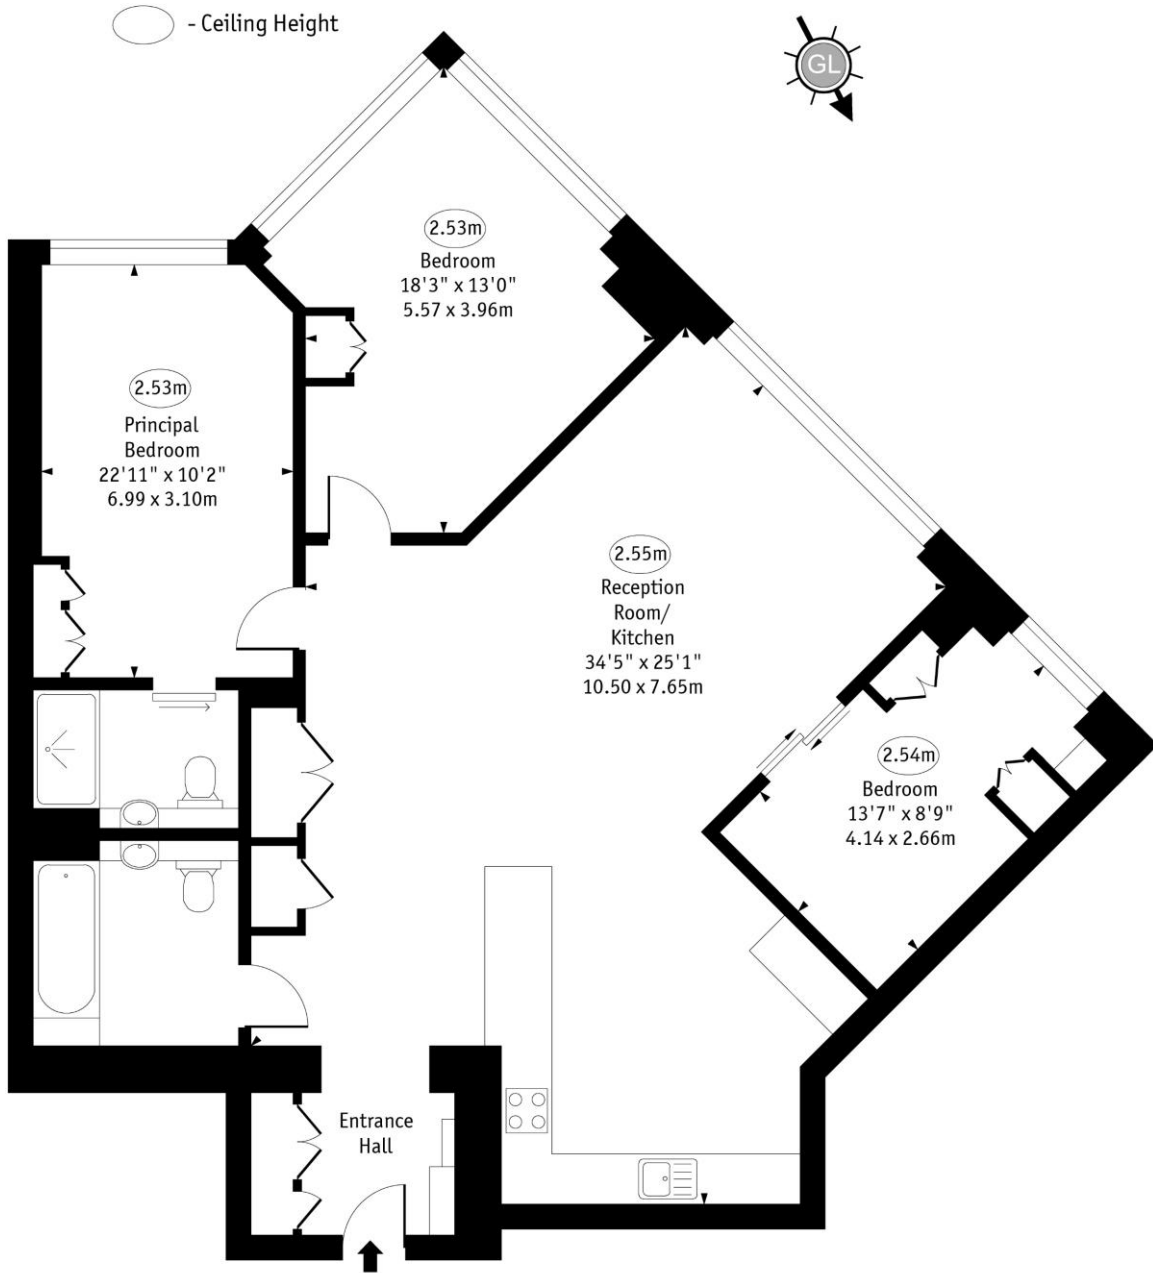 - Ceiling Height
GL
2.53m
Bedroom
18'3" x 13'0"
5.57 x 3.96m
2.53m
Principal
Bedroom
22'11" x 10'2"
6.99 x 3.10m
2.55m
Reception
Room/
Kitchen
34'5" x 25'1"
10.50 x 7.65m
2.54m
Bedroom
13'7" x 8'9"
4.14 x 2.66m
Entrance
Hall